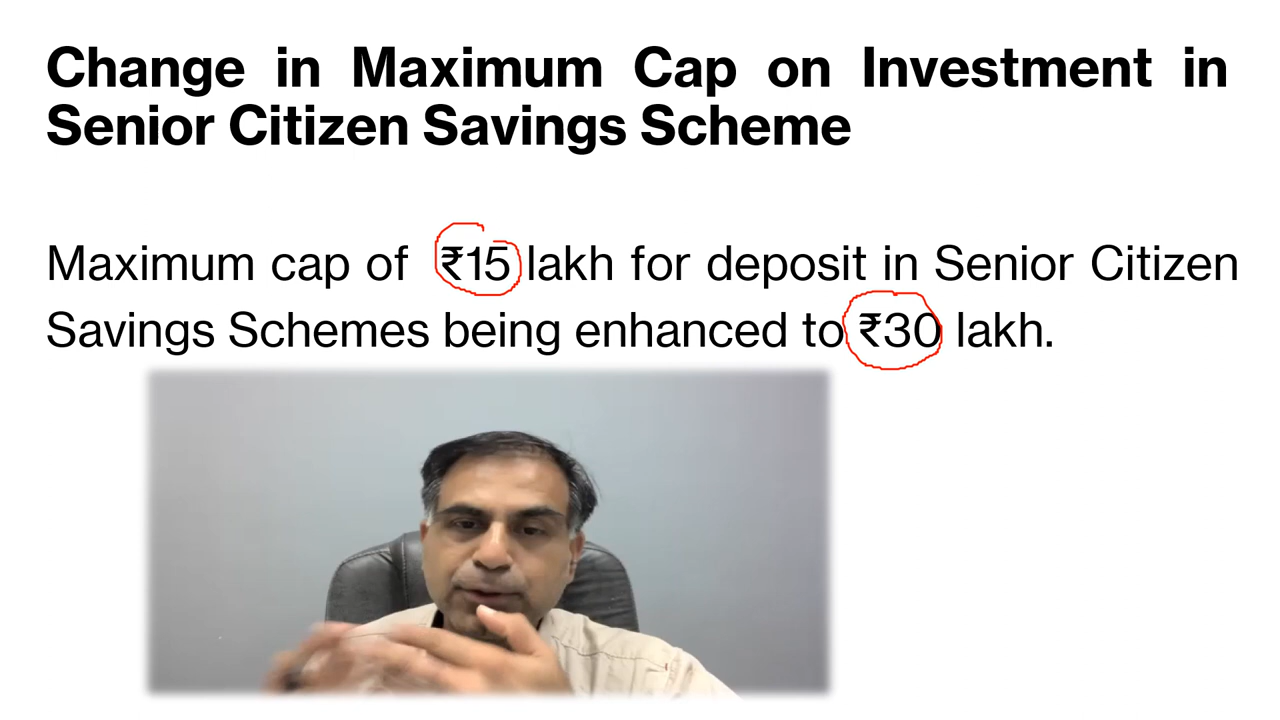 Change in Maximum Cap on Investment in
Senior Citizen Savings Scheme
Maximum cap of ₹15 lakh for deposit in Senior Citizen
Savings Schemes being enhanced to ₹30 lakh.